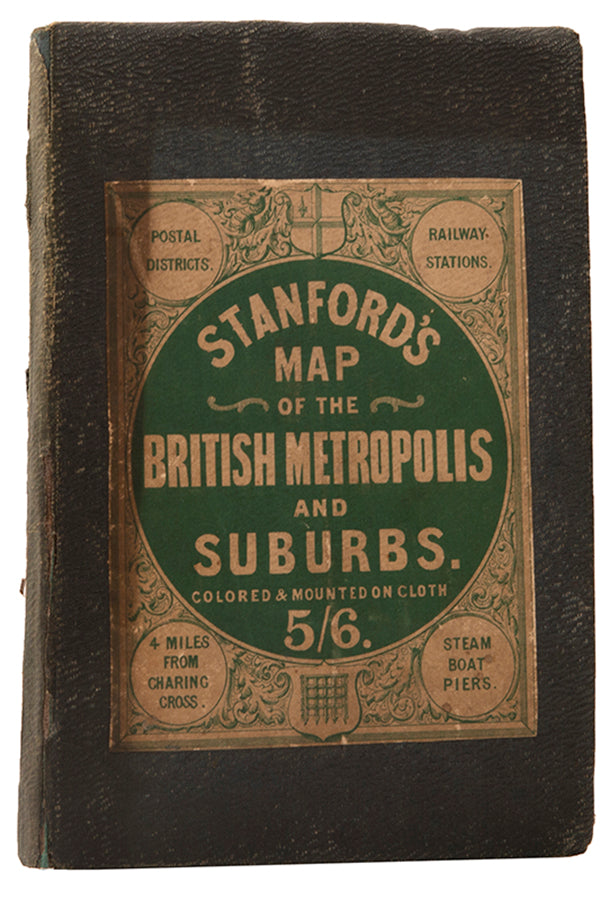 POSTAL
DISTRICTS.
RAILWAY-
STATIONS.
STANFORD'S
MAP
OF THE
BRITISH METROPOLIS
AND
SUBURBS.
COLORED & MOUNTED ON CLOTH
5/6.
4 MILES
FROM
CHARING
CROSS.
STEAM
BOAT
PIERS.